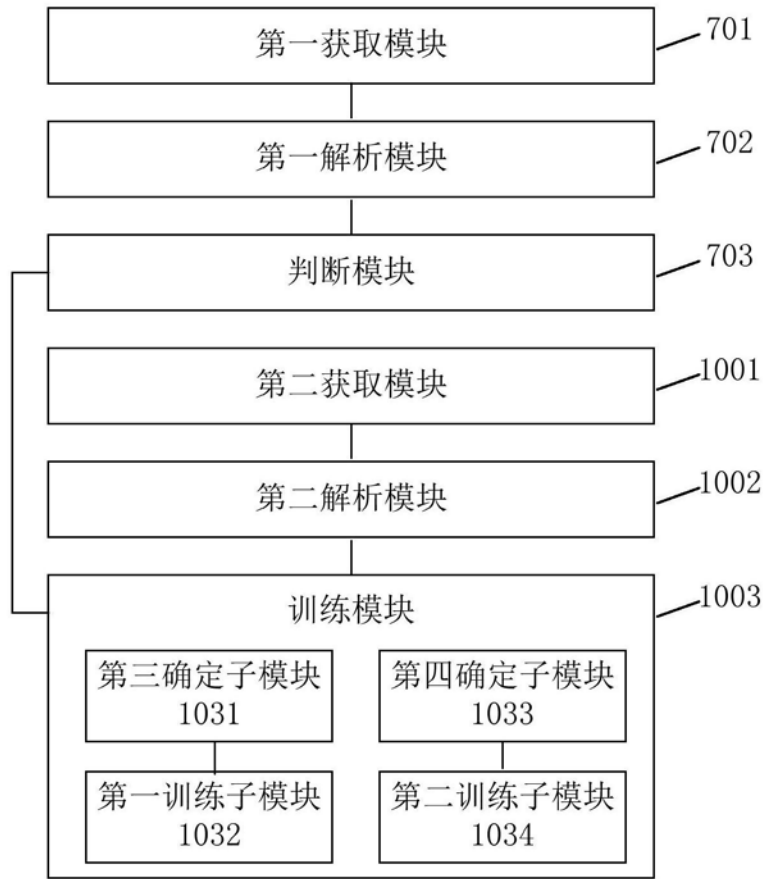 第一获取模块
701
第一解析模块
702
判断模块
703
第二获取模块
1001
第二解析模块
1002
训练模块
1003
第三确定子模块
1031
第四确定子模块
1033
第一训练子模块
1032
第二训练子模块
1034